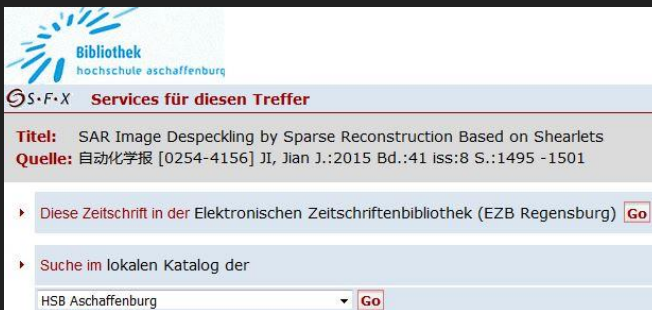 Bibliothek
hochschule aschaffenburg
S·F·X Services für diesen Treffer
Titel: SAR Image Despeckling by Sparse Reconstruction Based on Shearlets
Quelle: 自动化学报 [0254-4156] JI, Jian J.:2015 Bd.:41 iss:8 S.:1495 -1501
Diese Zeitschrift in der Elektronischen Zeitschriftenbibliothek (EZB Regensburg) Go
Suche im lokalen Katalog der
HSB Aschaffenburg Go